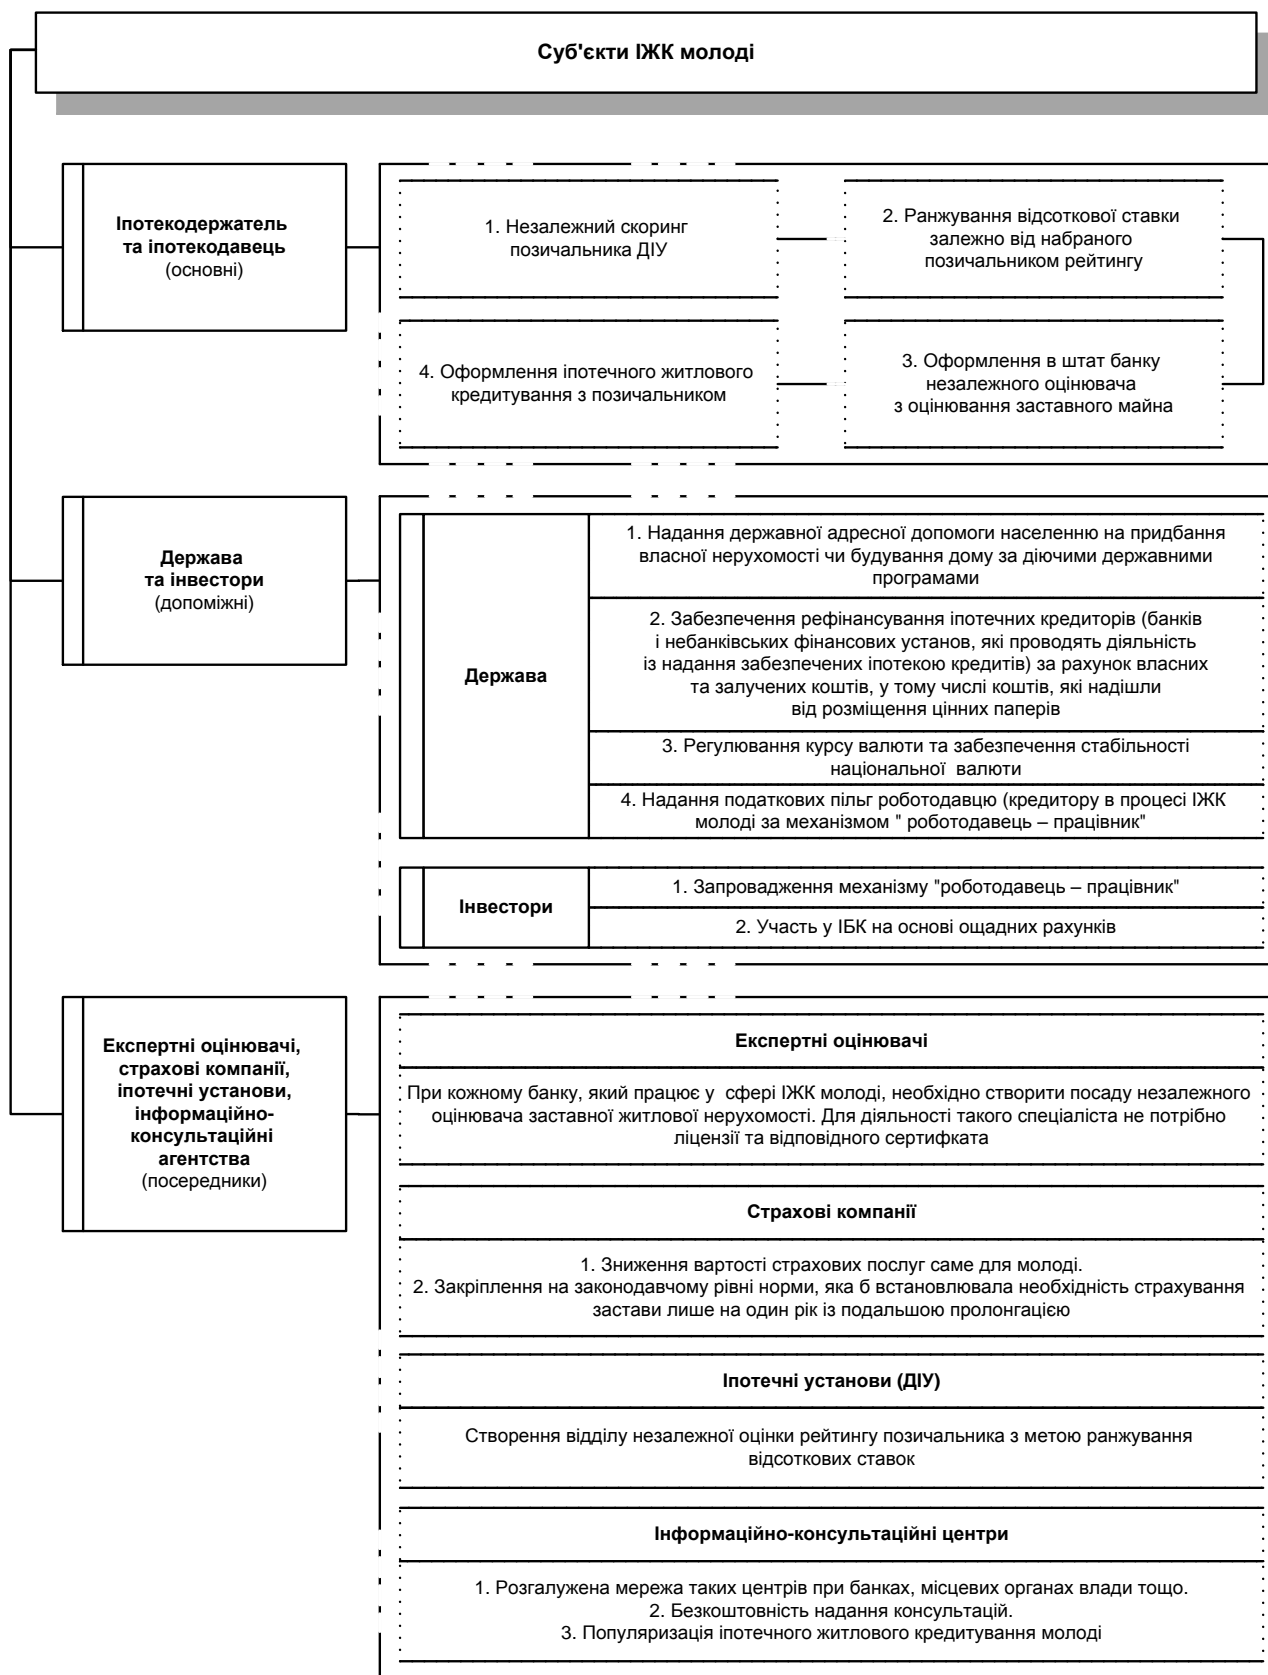 Суб'єкти ІЖК молоді
Іпотекодержатель
та іпотекодавець
(основні)
1. Незалежний скоринг
позичальника ДІУ
2. Ранжування відсоткової ставки
залежно від набраного
позичальником рейтингу
4. Оформлення іпотечного житлового
кредитування з позичальником
3. Оформлення в штат банку
незалежного оцінювача
з оцінювання заставного майна
Держава
та інвестори
(допоміжні)
Держава
1. Надання державної адресної допомоги населенню на придбання
власної нерухомості чи будування дому за діючими державними
програмами
2. Забезпечення рефінансування іпотечних кредиторів (банків
і небанківських фінансових установ, які проводять діяльність
із надання забезпечених іпотекою кредитів) за рахунок власних
та залучених коштів, у тому числі коштів, які надішли
від розміщення цінних паперів
3. Регулювання курсу валюти та забезпечення стабільності
національної валюти
4. Надання податкових пільг роботодавцю (кредитору в процесі ІЖК
молоді за механізмом " роботодавець – працівник"
Інвестори
1. Запровадження механізму "роботодавець – працівник"
2. Участь у ІБК на основі ощадних рахунків
Експертні оцінювачі,
страхові компанії,
іпотечні установи,
інформаційно-
консультаційні
агентства
(посередники)
Експертні оцінювачі
При кожному банку, який працює у сфері ІЖК молоді, необхідно створити посаду незалежного
оцінювача заставної житлової нерухомості. Для діяльності такого спеціаліста не потрібно
ліцензії та відповідного сертифката
Страхові компанії
1. Зниження вартості страхових послуг саме для молоді.
2. Закріплення на законодавчому рівні норми, яка б встановлювала необхідність страхування
застави лише на один рік із подальшою пролонгацією
Іпотечні установи (ДІУ)
Створення відділу незалежної оцінки рейтингу позичальника з метою ранжування
відсоткових ставок
Інформаційно-консультаційні центри
1. Розгалужена мережа таких центрів при банках, місцевих органах влади тощо.
2. Безкоштовність надання консультацій.
3. Популяризація іпотечного житлового кредитування молоді